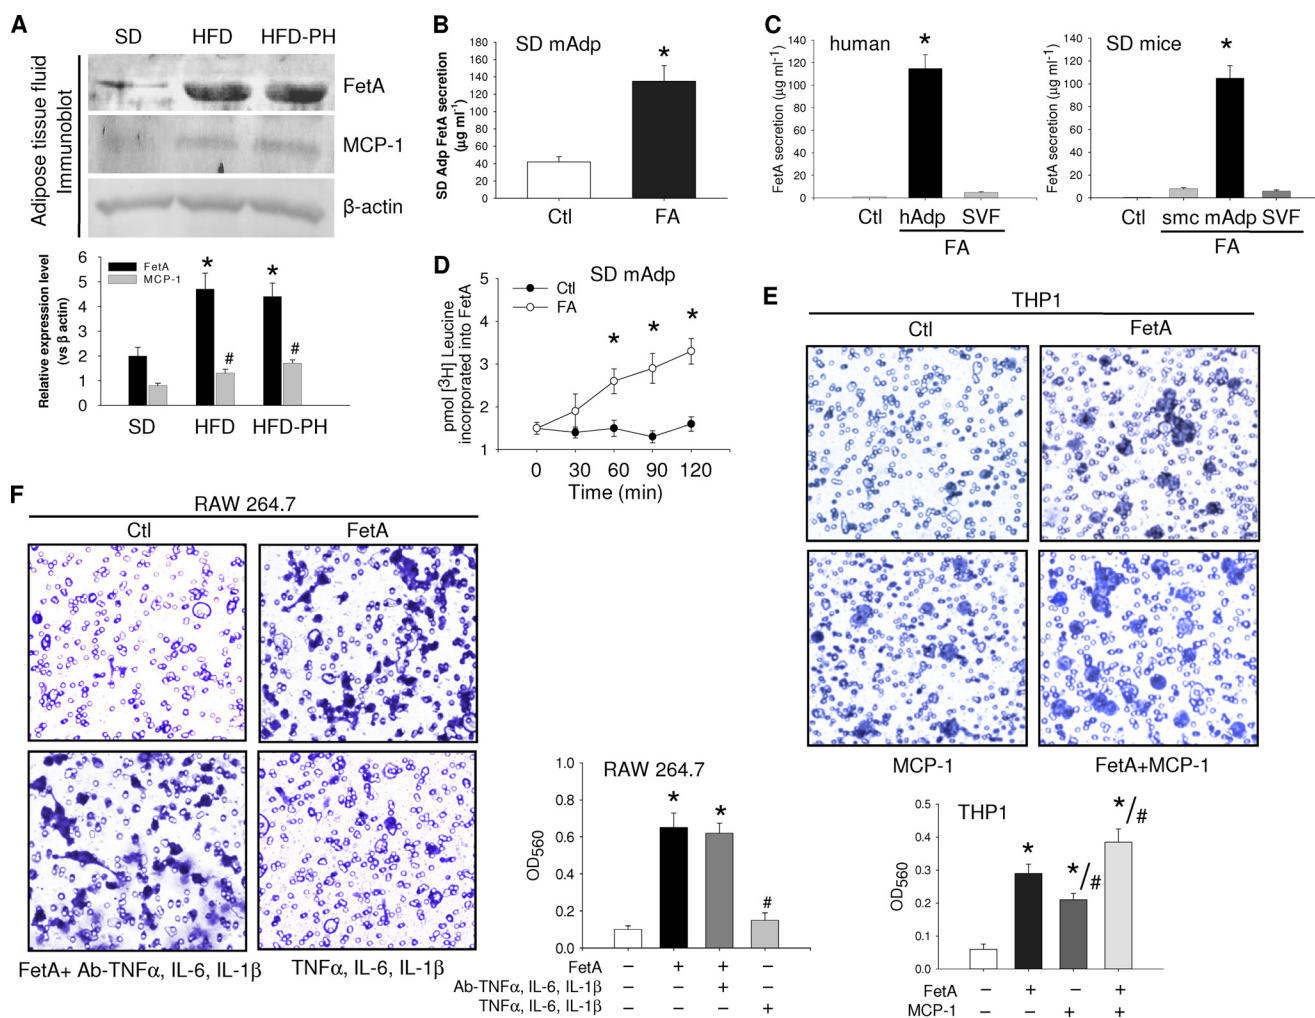 A
SD HFD HFD-PH
Adipose tissue fluid
Immunoblot
FetA
MCP-1
β-actin
Relative expression level
(vs β actin)
6
5
4
3
2
1
0
FetA
MCP-1
* *
# #
SD HFD HFD-PH
B
SD mAdp
SD Adp FetA secretion
(μg ml-1)
180
160
140
120
100
80
60
40
20
0
*
Ctl FA
C
human
FetA secretion (μg ml-1)
140
120
100
80
60
40
20
0
*
Ctl hAdp SVF
FA
SD mice
FetA secretion (μg ml-1)
140
120
100
80
60
40
20
0
*
Ctl smc mAdp SVF
FA
D
SD mAdp
pmol [3H] Leucine
incorporated into FetA
5
4
3
2
1
Ctl
FA
* * *
0 30 60 90 120
Time (min)
E
THP1
Ctl FetA
MCP-1 FetA+MCP-1
THP1
OD560
0.5
0.4
0.3
0.2
0.1
0.0
* */# */#
FetA – + – +
MCP-1 – – + +
F
RAW 264.7
Ctl FetA
FetA+ Ab-TNFα, IL-6, IL-1β TNFα, IL-6, IL-1β
RAW 264.7
OD560
1.0
0.8
0.6
0.4
0.2
0.0
* * #
FetA – + + –
Ab-TNFα, IL-6, IL-1β – – + –
TNFα, IL-6, IL-1β – – – +